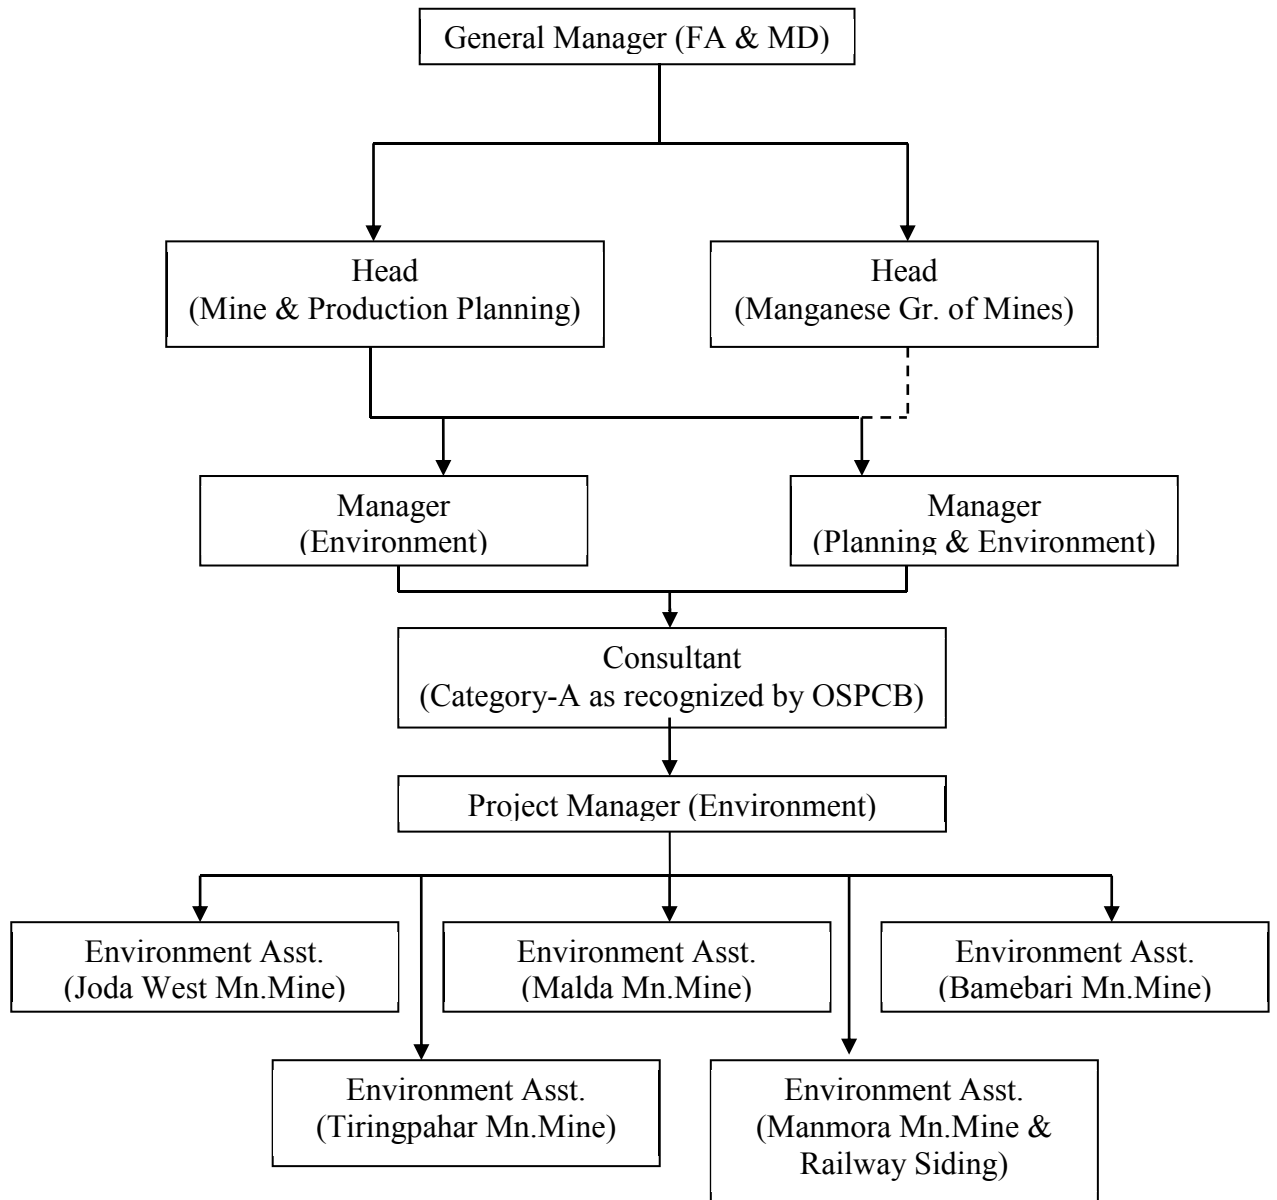 General Manager (FA & MD)
Head
(Mine & Production Planning)
Head
(Manganese Gr. of Mines)
Manager
(Environment)
Manager
(Planning & Environment)
Consultant
(Category-A as recognized by OSPCB)
Project Manager (Environment)
Environment Asst.
(Joda West Mn.Mine)
Environment Asst.
(Malda Mn.Mine)
Environment Asst.
(Bamebari Mn.Mine)
Environment Asst.
(Tiringpahar Mn.Mine)
Environment Asst.
(Manmora Mn.Mine &
Railway Siding)